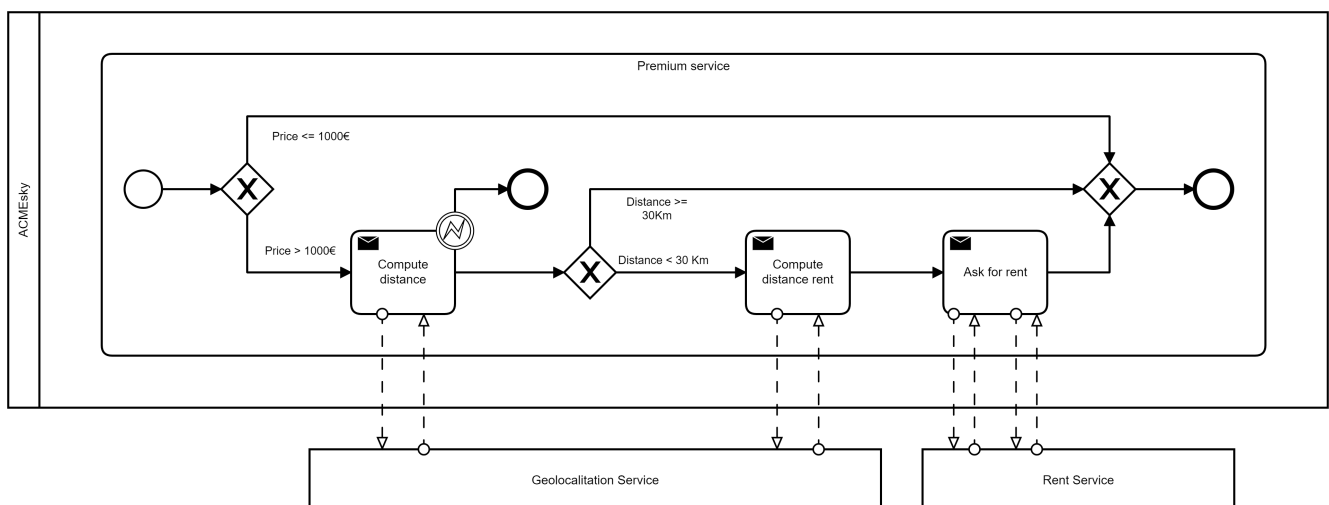 Premium service
Price <= 1000€
ACMEsky
Distance >=
30Km
Price > 1000€
Compute
distance
Distance < 30 Km
Compute
distance rent
Ask for rent
Geolocalitation Service
Rent Service